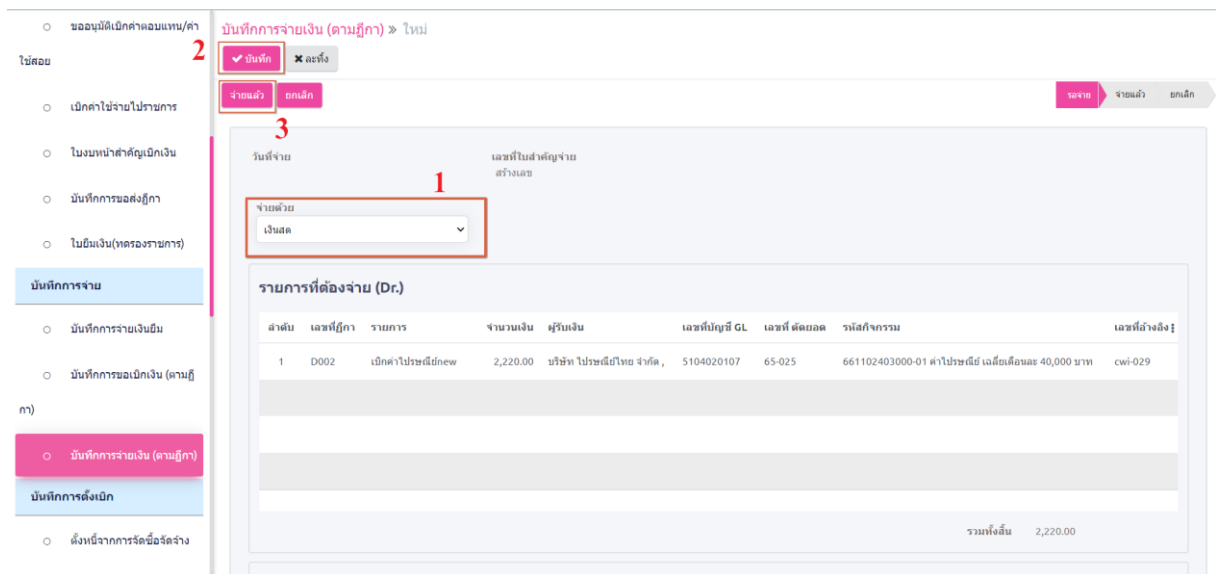 ขออนุมัติเบิกค่าตอบแทน/ค่า
ใช้สอย
เบิกค่าใช้จ่ายไปราชการ
ใบงบหน้าสำคัญเบิกเงิน
บันทึกการขอส่งฎีกา
ใบยืมเงิน(ทดรองราชการ)
บันทึกการจ่าย
บันทึกการจ่ายเงินยืม
บันทึกการขอเบิกเงิน (ตามฎี
กา)
บันทึกการจ่ายเงิน (ตามฎีกา)
บันทึกการตั้งเบิก
ตั้งหนี้จากการจัดซื้อจัดจ้าง
บันทึกการจ่ายเงิน (ตามฎีกา) » ใหม่
2
บันทึก ละทิ้ง
จ่ายแล้ว ยกเลิก รอจ่าย จ่ายแล้ว ยกเลิก
3
วันที่จ่าย เลขที่ใบสำคัญจ่าย
สร้างเลข
1
จ่ายด้วย
เงินสด
รายการที่ต้องจ่าย (Dr.)
ลำดับ เลขที่ฎีกา รายการ จำนวนเงิน ผู้รับเงิน เลขที่บัญชี GL เลขที่ ตัดยอด รหัสกิจกรรม เลขที่อ้างอิง
1 D002 เบิกค่าไปรษณีย์new 2,220.00 บริษัท ไปรษณีย์ไทย จำกัด , 5104020107 65-025 661102403000-01 ค่าไปรษณีย์ เฉลี่ยเดือนละ 40,000 บาท cwi-029
รวมทั้งสิ้น 2,220.00